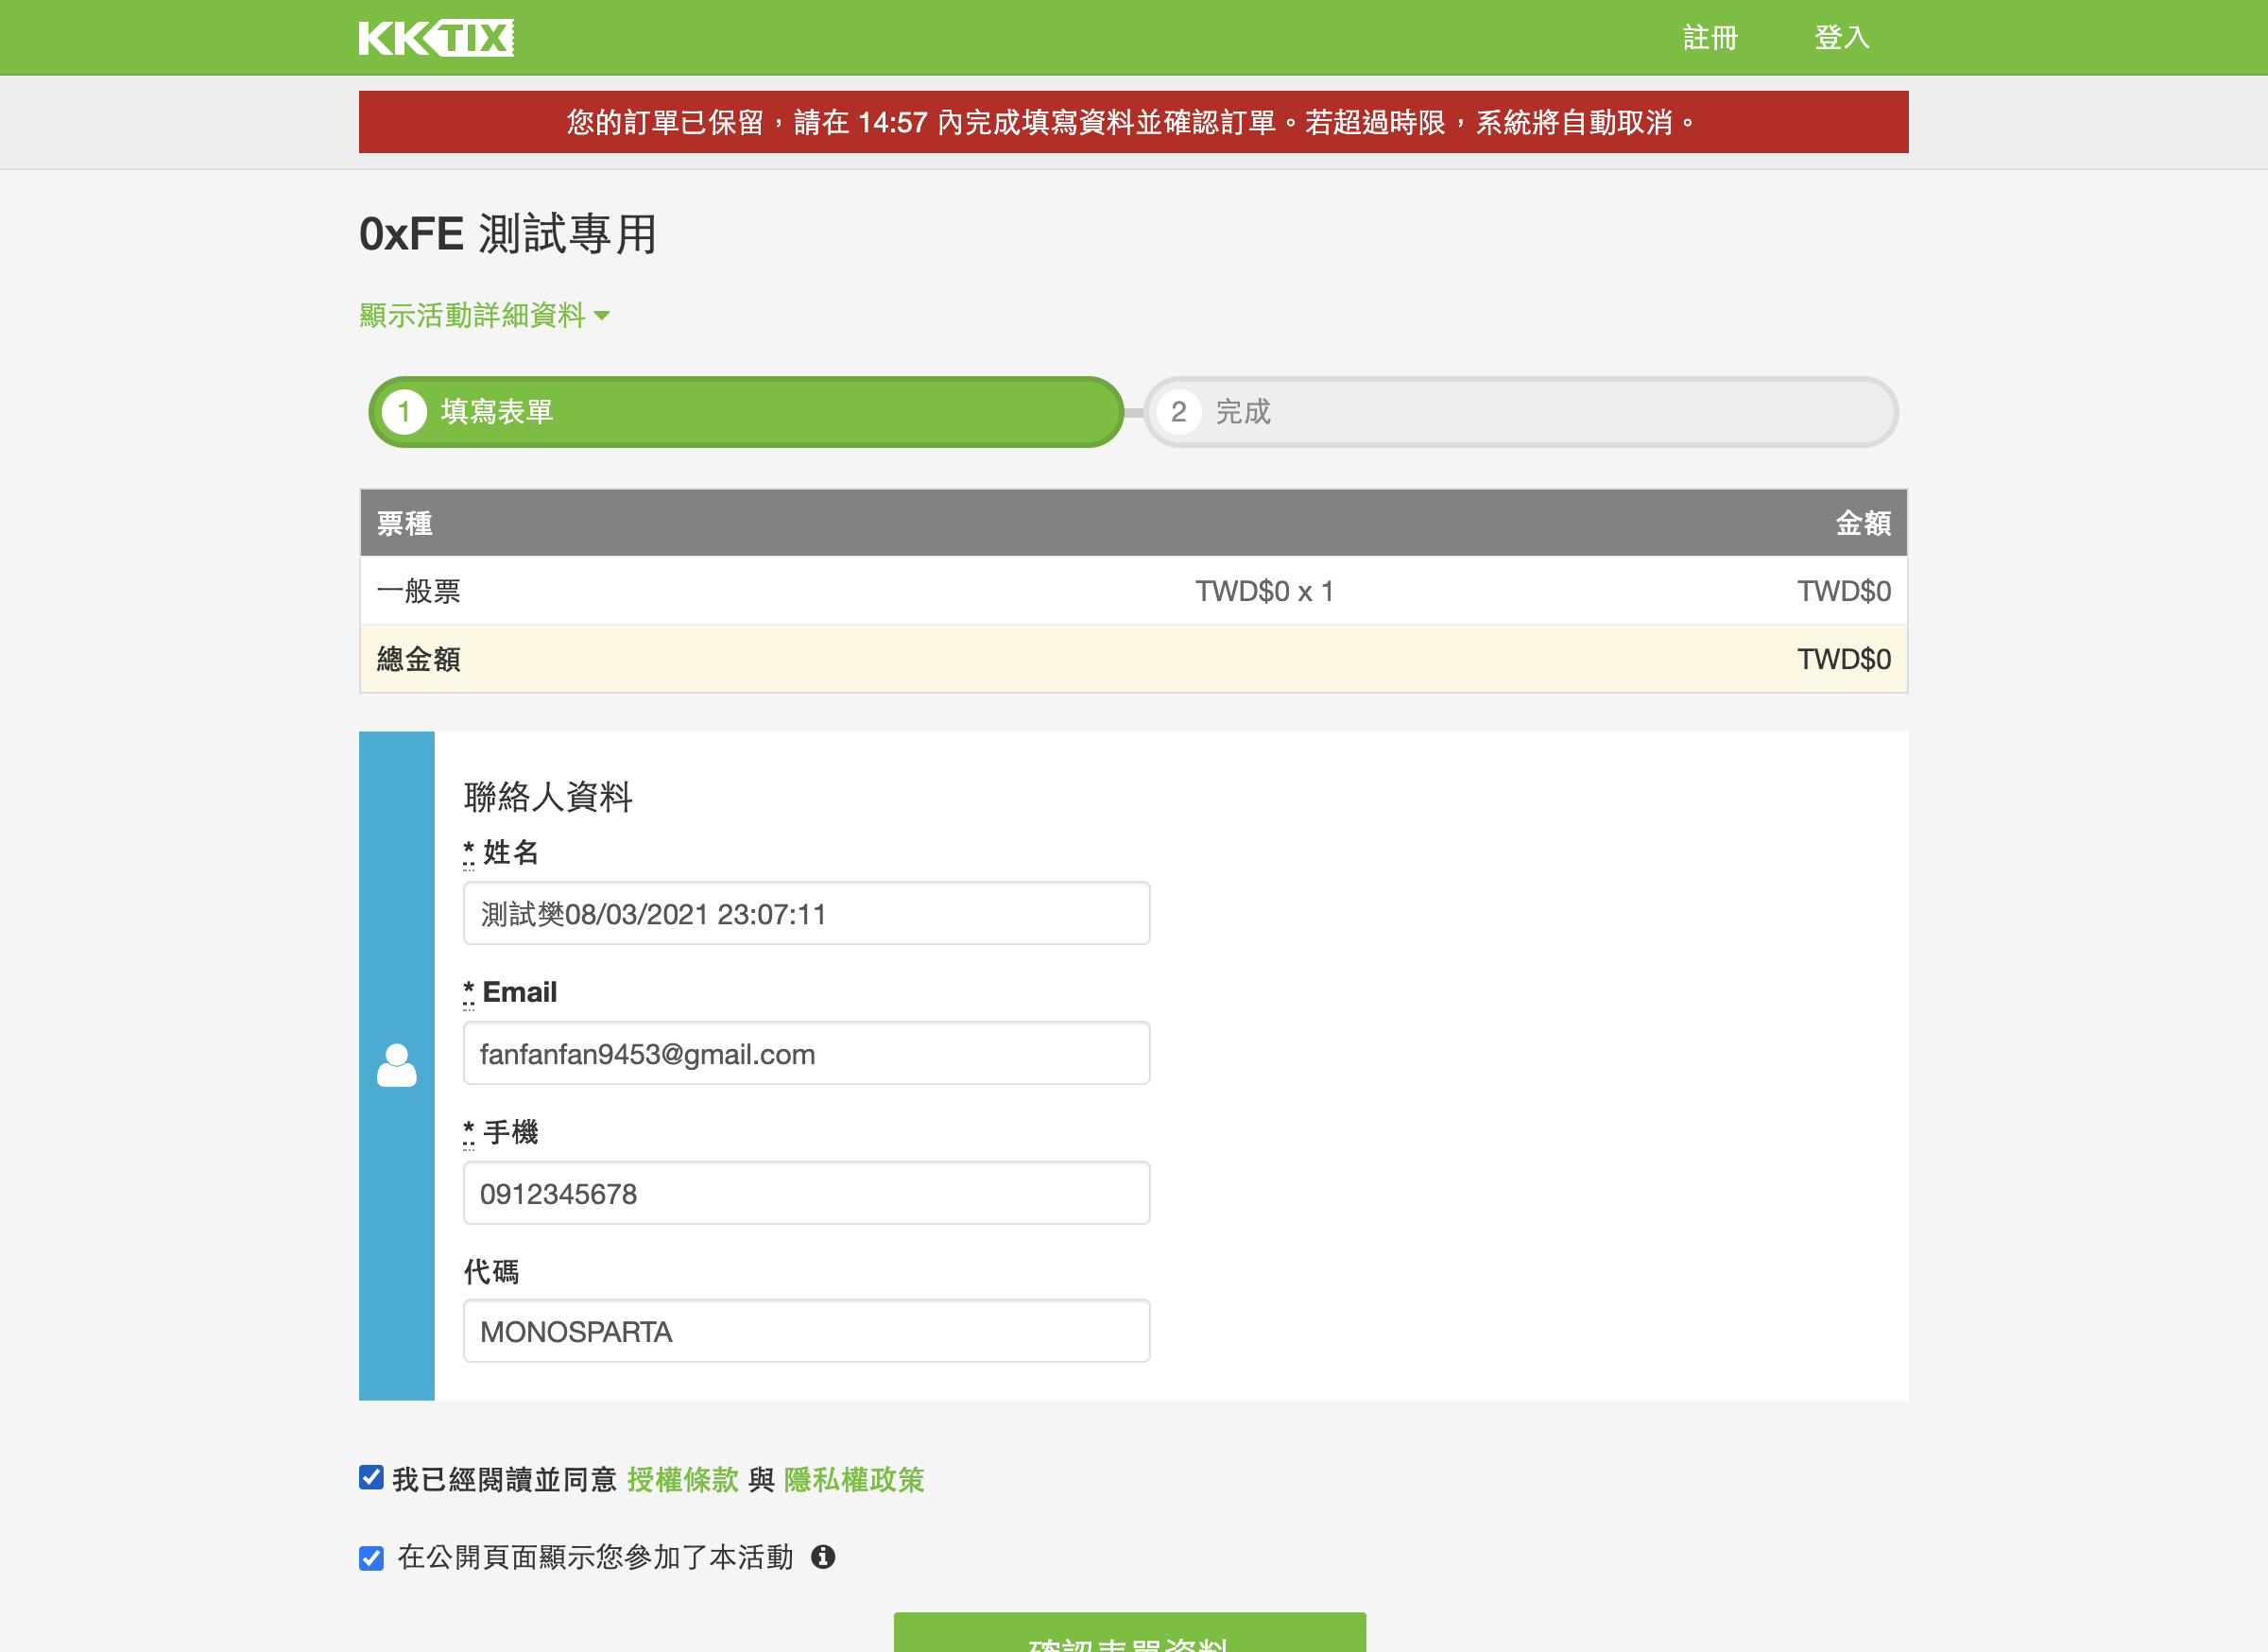 KKTIX
註冊 登入
您的訂單已保留，請在 14:57 內完成填寫資料並確認訂單。若超過時限，系統將自動取消。
0xFE 測試專用
顯示活動詳細資料
1 填寫表單 2 完成
票種 金額
一般票 TWD$0 x 1 TWD$0
總金額 TWD$0
聯絡人資料
* 姓名
測試樊08/03/2021 23:07:11
* Email
fanfanfan9453@gmail.com
* 手機
0912345678
代碼
MONOSPARTA
我已經閱讀並同意 授權條款 與 隱私權政策
在公開頁面顯示您參加了本活動
確認表單資料